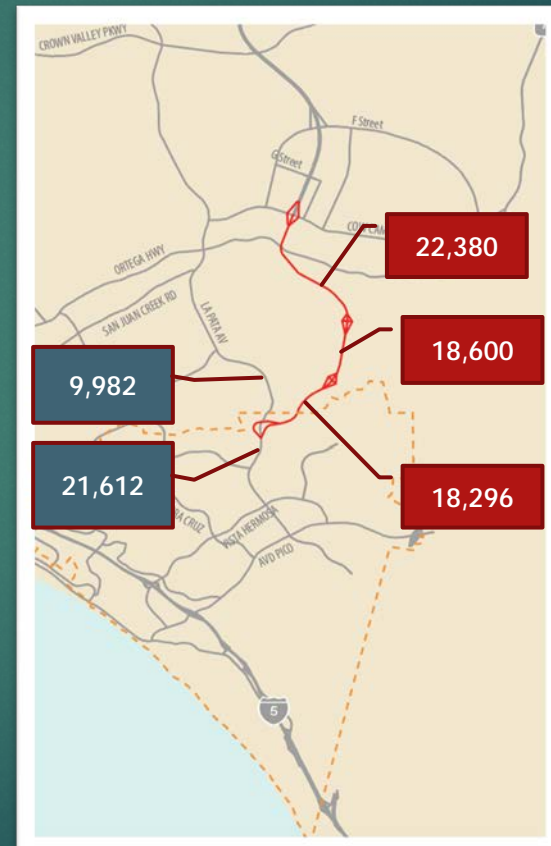 CROWN VALLEY PKWY
F Street
G Street
ORTEGA HWY
SAN JUAN CREEK RD
LA PATA AV
22,380
18,600
9,982
21,612
18,296
CRUZ
VISTA HERMOSA
AVD PICO
5